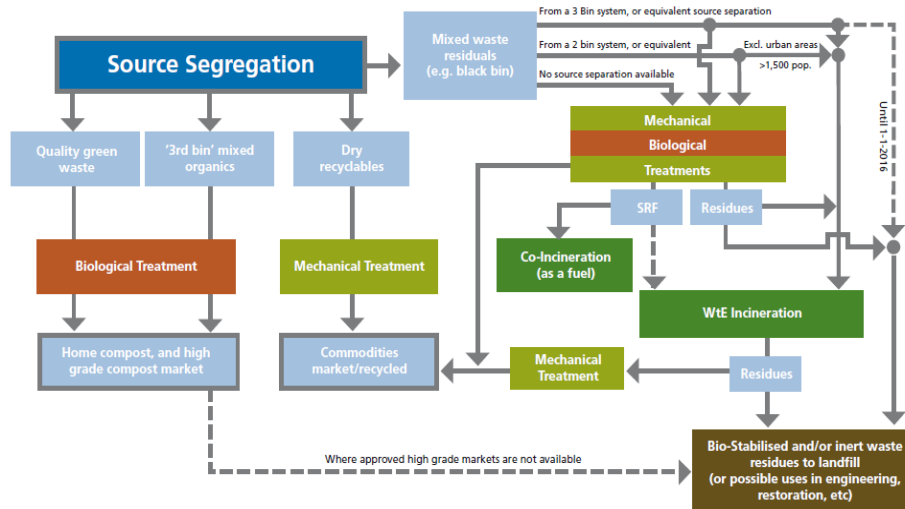 From a 3 Bin system, or equivalent source separation
Source Segregation
Mixed waste
residuals
(e.g. black bin)
From a 2 bin system, or equivalent
Excl. urban areas
>1,500 pop.
No source separation available
Until 1-1-2016
Quality green
waste
‘3rd bin’ mixed
organics
Dry
recyclables
Mechanical
Biological
Treatments
SRF
Residues
Biological Treatment
Mechanical Treatment
Co-Incineration
(as a fuel)
WtE Incineration
Home compost, and high
grade compost market
Commodities
market/recycled
Mechanical
Treatment
Residues
Where approved high grade markets are not available
Bio-Stabilised and/or inert waste
residues to landfill
(or possible uses in engineering,
restoration, etc)